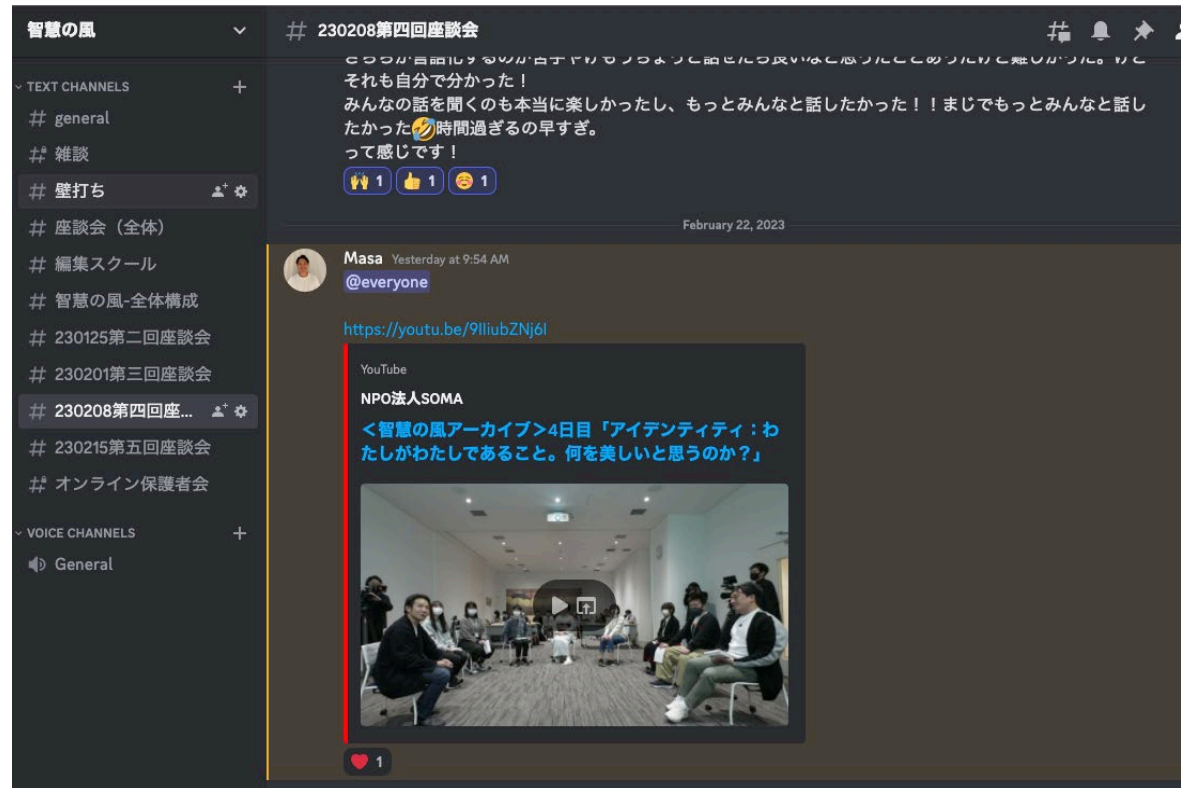 智慧の風
TEXT CHANNELS
general
雑談
壁打ち
座談会（全体）
編集スクール
智慧の風-全体構成
230125第二回座談会
230201第三回座談会
230208第四回座...
230215第五回座談会
オンライン保護者会
VOICE CHANNELS
General
230208第四回座談会
それも自分で分かった！
みんなの話を聞くのも本当に楽しかったし、もっとみんなと話したかった！！まじでもっとみんなと話し
たかった🤣時間過ぎるの早すぎ。
って感じです！
🙌 1 👍 1 ☺️ 1
February 22, 2023
Masa Yesterday at 9:54 AM
@everyone
https://youtu.be/9IliubZNj6I
YouTube
NPO法人SOMA
＜智慧の風アーカイブ＞4日目「アイデンティティ：わ
たしがわたしであること。何を美しいと思うのか？」
❤️ 1